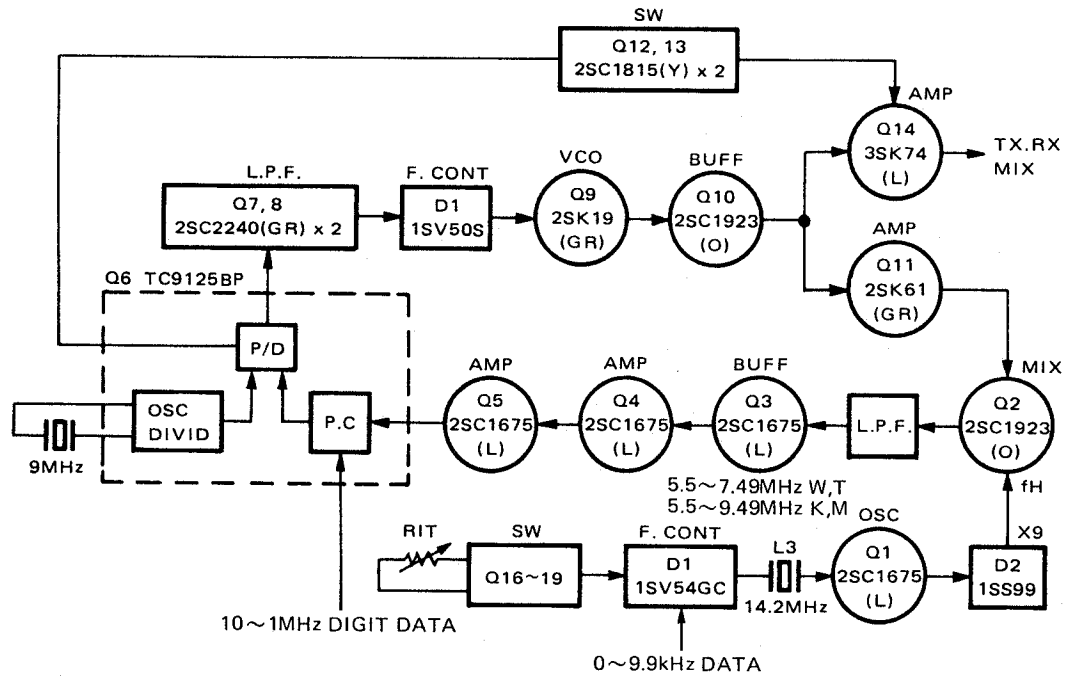 SW
Q12, 13
2SC1815(Y) x 2
AMP
Q14
3SK74
(L)
TX.RX
MIX
L.P.F.
Q7, 8
2SC2240(GR) x 2
F. CONT
D1
1SV50S
VCO
Q9
2SK19
(GR)
BUFF
Q10
2SC1923
(O)
AMP
Q11
2SK61
(GR)
Q6 TC9125BP
P/D
OSC
DIVID
P.C
9MHz
AMP
Q5
2SC1675
(L)
AMP
Q4
2SC1675
(L)
BUFF
Q3
2SC1675
(L)
L.P.F.
MIX
Q2
2SC1923
(O)
fH
5.5~7.49MHz W,T
5.5~9.49MHz K,M
RIT
SW
Q16~19
F. CONT
D1
1SV54GC
L3
14.2MHz
OSC
Q1
2SC1675
(L)
X9
D2
1SS99
10~1MHz DIGIT DATA
0~9.9kHz DATA